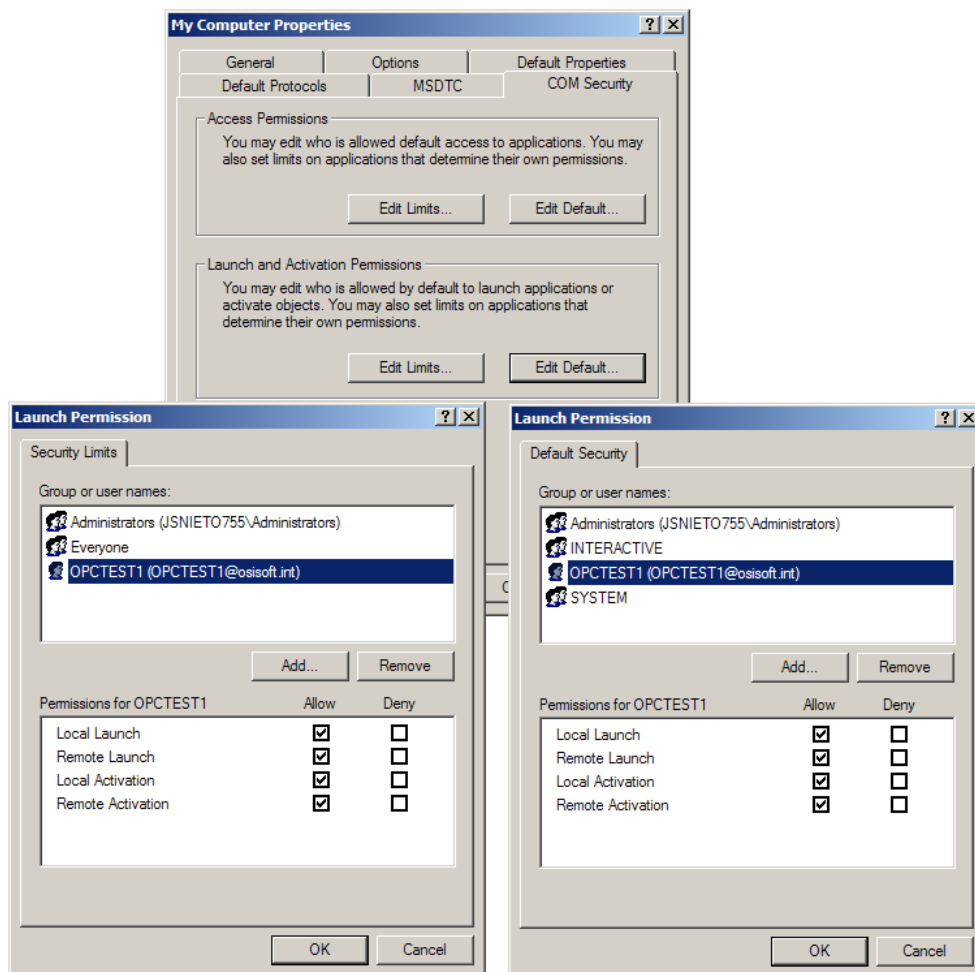 My Computer Properties
General
Options
Default Properties
Default Protocols
MSDTC
COM Security
Access Permissions
You may edit who is allowed default access to applications. You may
also set limits on applications that determine their own permissions.
Edit Limits...
Edit Default...
Launch and Activation Permissions
You may edit who is allowed by default to launch applications or
activate objects. You may also set limits on applications that
determine their own permissions.
Edit Limits...
Edit Default...
Launch Permission
Security Limits
Group or user names:
Administrators (JSNIETO755\Administrators)
Everyone
OPCTEST1 (OPCTEST1@osisoft.int)
Add...
Remove
Permissions for OPCTEST1
Allow
Deny
Local Launch
Remote Launch
Local Activation
Remote Activation
OK
Cancel
Launch Permission
Default Security
Group or user names:
Administrators (JSNIETO755\Administrators)
INTERACTIVE
OPCTEST1 (OPCTEST1@osisoft.int)
SYSTEM
Add...
Remove
Permissions for OPCTEST1
Allow
Deny
Local Launch
Remote Launch
Local Activation
Remote Activation
OK
Cancel